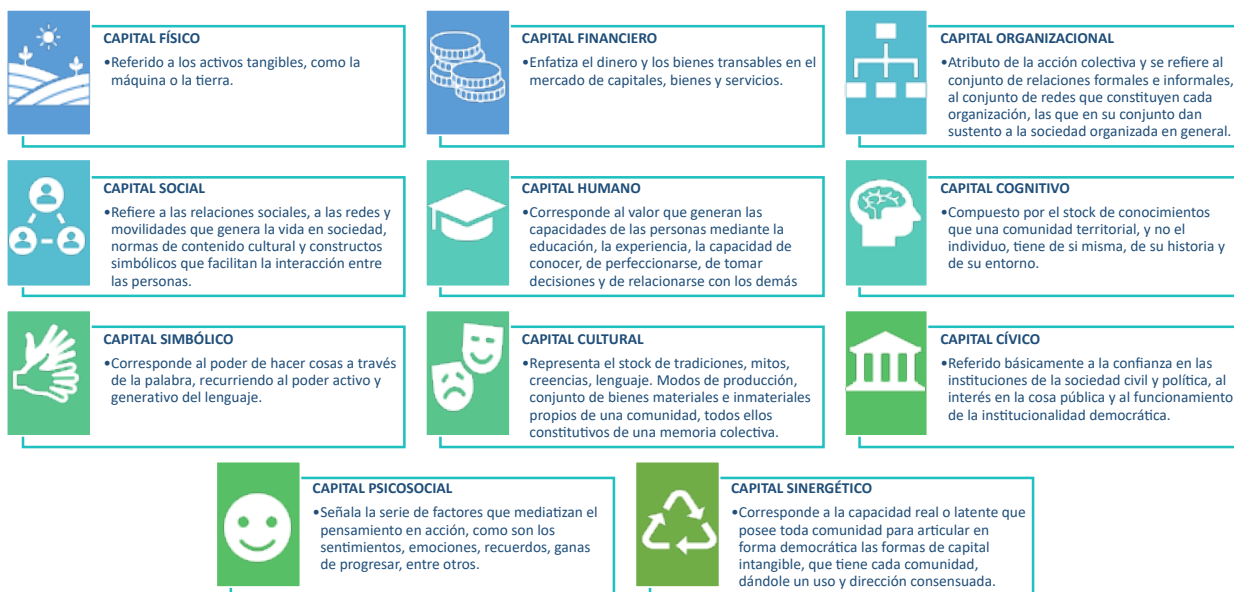 CAPITAL FÍSICO
•Referido a los activos tangibles, como la
máquina o la tierra.
CAPITAL FINANCIERO
•Enfatiza el dinero y los bienes transables en el
mercado de capitales, bienes y servicios.
CAPITAL ORGANIZACIONAL
•Atributo de la acción colectiva y se refiere al
conjunto de relaciones formales e informales,
al conjunto de redes que constituyen cada
organización, las que en su conjunto dan
sustento a la sociedad organizada en general.
CAPITAL SOCIAL
•Refiere a las relaciones sociales, a las redes y
movilidades que genera la vida en sociedad,
normas de contenido cultural y constructos
simbólicos que facilitan la interacción entre
las personas.
CAPITAL HUMANO
•Corresponde al valor que generan las
capacidades de las personas mediante la
educación, la experiencia, la capacidad de
conocer, de perfeccionarse, de tomar
decisiones y de relacionarse con los demás
CAPITAL COGNITIVO
•Compuesto por el stock de conocimientos
que una comunidad territorial, y no el
individuo, tiene de si misma, de su historia y
de su entorno.
CAPITAL SIMBÓLICO
•Corresponde al poder de hacer cosas a través
de la palabra, recurriendo al poder activo y
generativo del lenguaje.
CAPITAL CULTURAL
•Representa el stock de tradiciones, mitos,
creencias, lenguaje. Modos de producción,
conjunto de bienes materiales e inmateriales
propios de una comunidad, todos ellos
constitutivos de una memoria colectiva.
CAPITAL CÍVICO
•Referido básicamente a la confianza en las
instituciones de la sociedad civil y política, al
interés en la cosa pública y al funcionamiento
de la institucionalidad democrática.
CAPITAL PSICOSOCIAL
•Señala la serie de factores que mediatizan el
pensamiento en acción, como son los
sentimientos, emociones, recuerdos, ganas
de progresar, entre otros.
CAPITAL SINERGÉTICO
•Corresponde a la capacidad real o latente que
posee toda comunidad para articular en
forma democrática las formas de capital
intangible, que tiene cada comunidad,
dándole un uso y dirección consensuada.